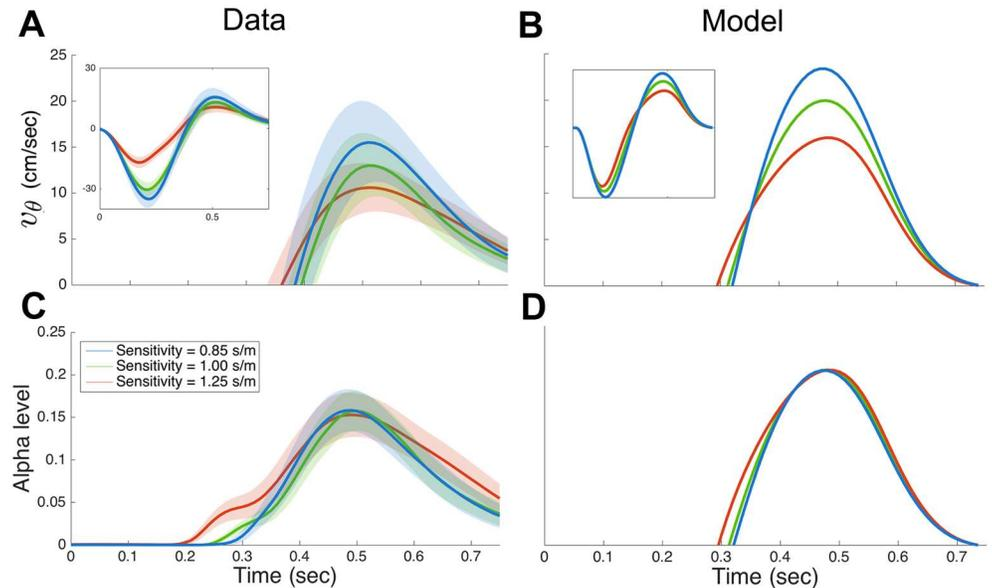 A Data B Model
25
20
15
10
5
0
vθ (cm/sec)
30
0
-30
0 0.5
C D
0.25
0.2
0.15
0.1
0.05
0
Alpha level
Sensitivity = 0.85 s/m
Sensitivity = 1.00 s/m
Sensitivity = 1.25 s/m
0 0.1 0.2 0.3 0.4 0.5 0.6 0.7
Time (sec)
0 0.1 0.2 0.3 0.4 0.5 0.6 0.7
Time (sec)